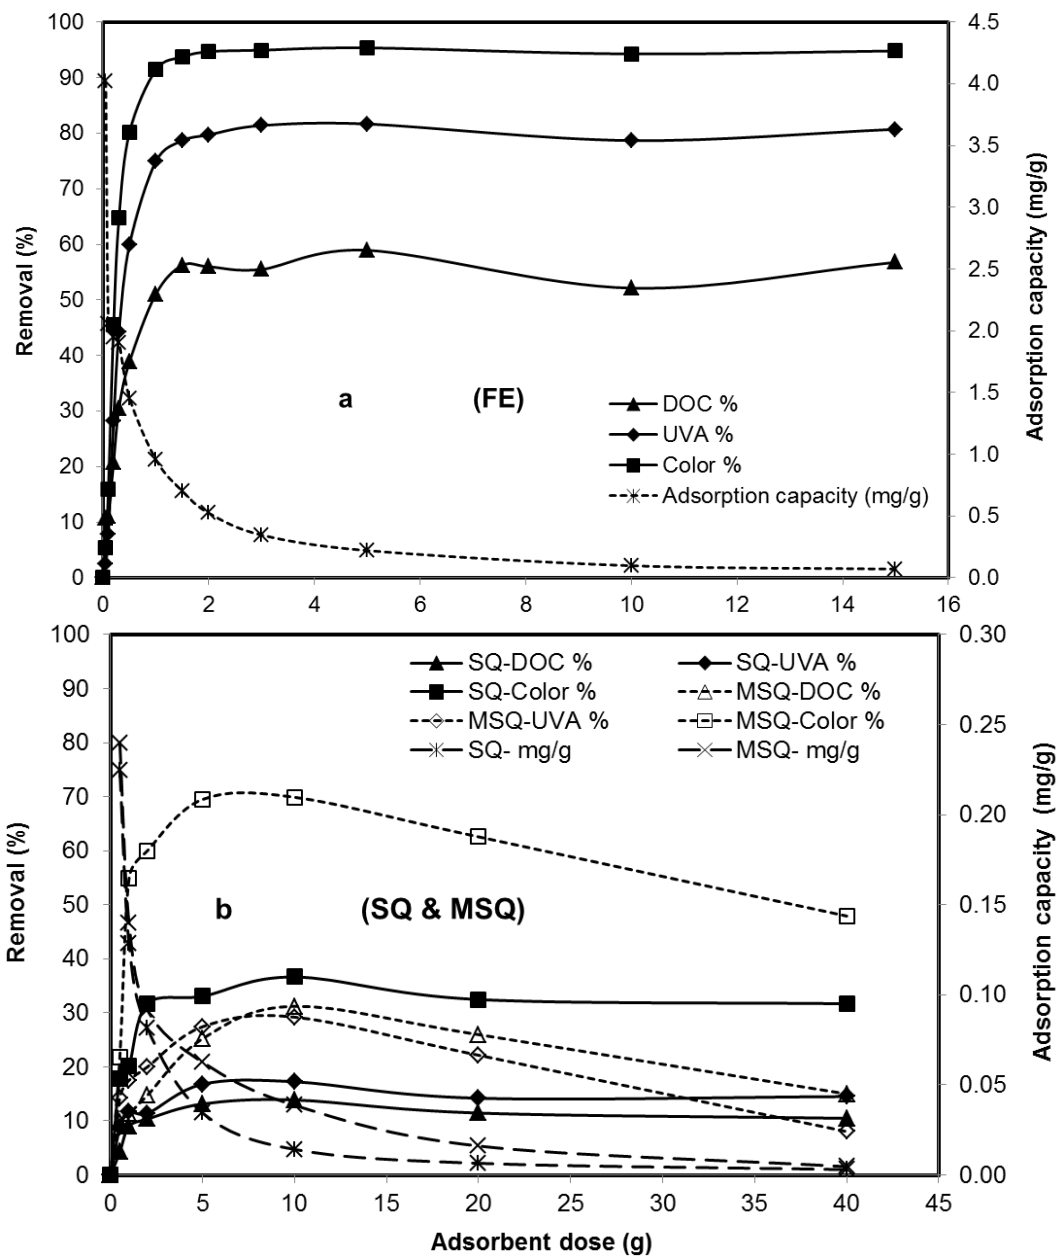 100
90
80
70
60
50
40
30
20
10
0
Removal (%)
4.5
4.0
3.5
3.0
2.5
2.0
1.5
1.0
0.5
0.0
Adsorption capacity (mg/g)
a (FE)
DOC %
UVA %
Color %
Adsorption capacity (mg/g)
0 2 4 6 8 10 12 14 16
100
90
80
70
60
50
40
30
20
10
0
Removal (%)
0.30
0.25
0.20
0.15
0.10
0.05
0.00
Adsorption capacity (mg/g)
SQ-DOC % SQ-UVA %
SQ-Color % MSQ-DOC %
MSQ-UVA % MSQ-Color %
SQ- mg/g MSQ- mg/g
b (SQ & MSQ)
0 5 10 15 20 25 30 35 40 45
Adsorbent dose (g)